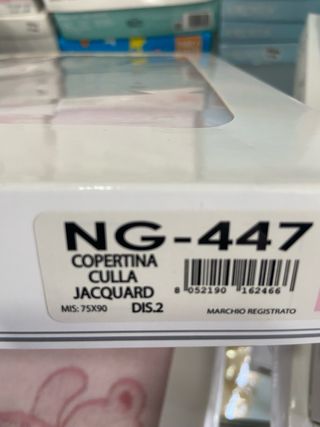 NG-447
COPERTINA
CULLA
JACQUARD
MIS: 75X90 DIS.2
8 052190 162466
MARCHIO REGISTRATO